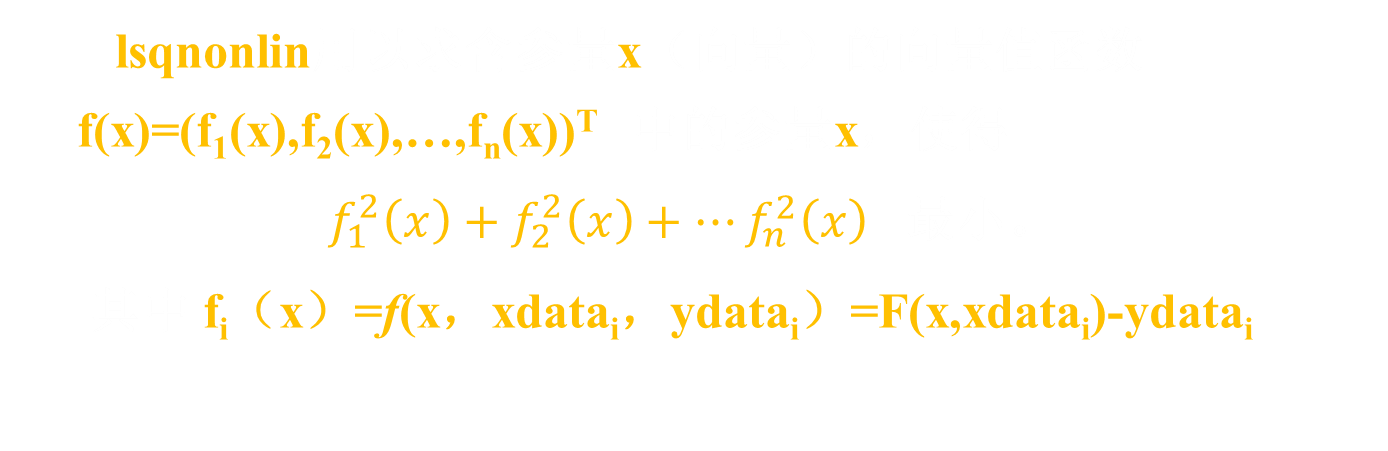 lsqnonlin x
f(x)=(f₁(x),f₂(x),…,fₙ(x))ᵀ x
f₁²(x) + f₂²(x) + ⋯ fₙ²(x)
fᵢ（x）=f(x，xdataᵢ，ydataᵢ）=F(x,xdataᵢ)-ydataᵢ